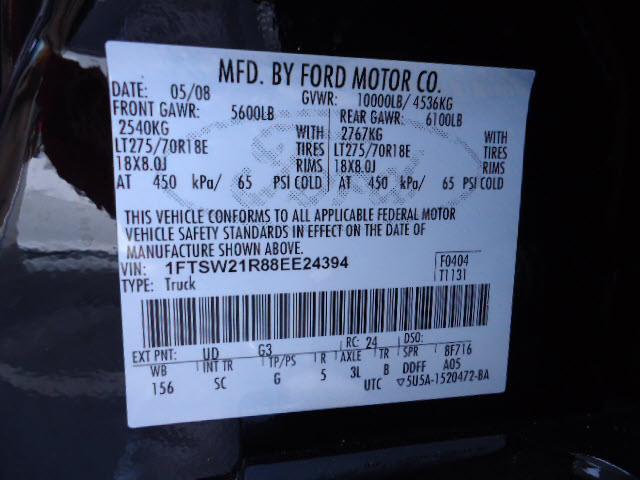 MFD. BY FORD MOTOR CO.
DATE: 05/08 GVWR: 10000LB/ 4536KG
FRONT GAWR: 5600LB REAR GAWR: 6100LB
2540KG WITH 2767KG WITH
LT275/70R18E TIRES LT275/70R18E TIRES
18X8.0J RIMS 18X8.0J RIMS
AT 450 kPa/ 65 PSI COLD AT 450 kPa/ 65 PSI COLD
THIS VEHICLE CONFORMS TO ALL APPLICABLE FEDERAL MOTOR
VEHICLE SAFETY STANDARDS IN EFFECT ON THE DATE OF
MANUFACTURE SHOWN ABOVE.
VIN: 1FTSW21R88EE24394 F0404
TYPE: Truck T1131
EXT PNT: UD G3 RC: 24 DSO:
WB INT TR TP/PS R AXLE TR SPR 8F716
156 SC G 5 3L B DDFF A05
UTC ▽5U5A-1520472-BA